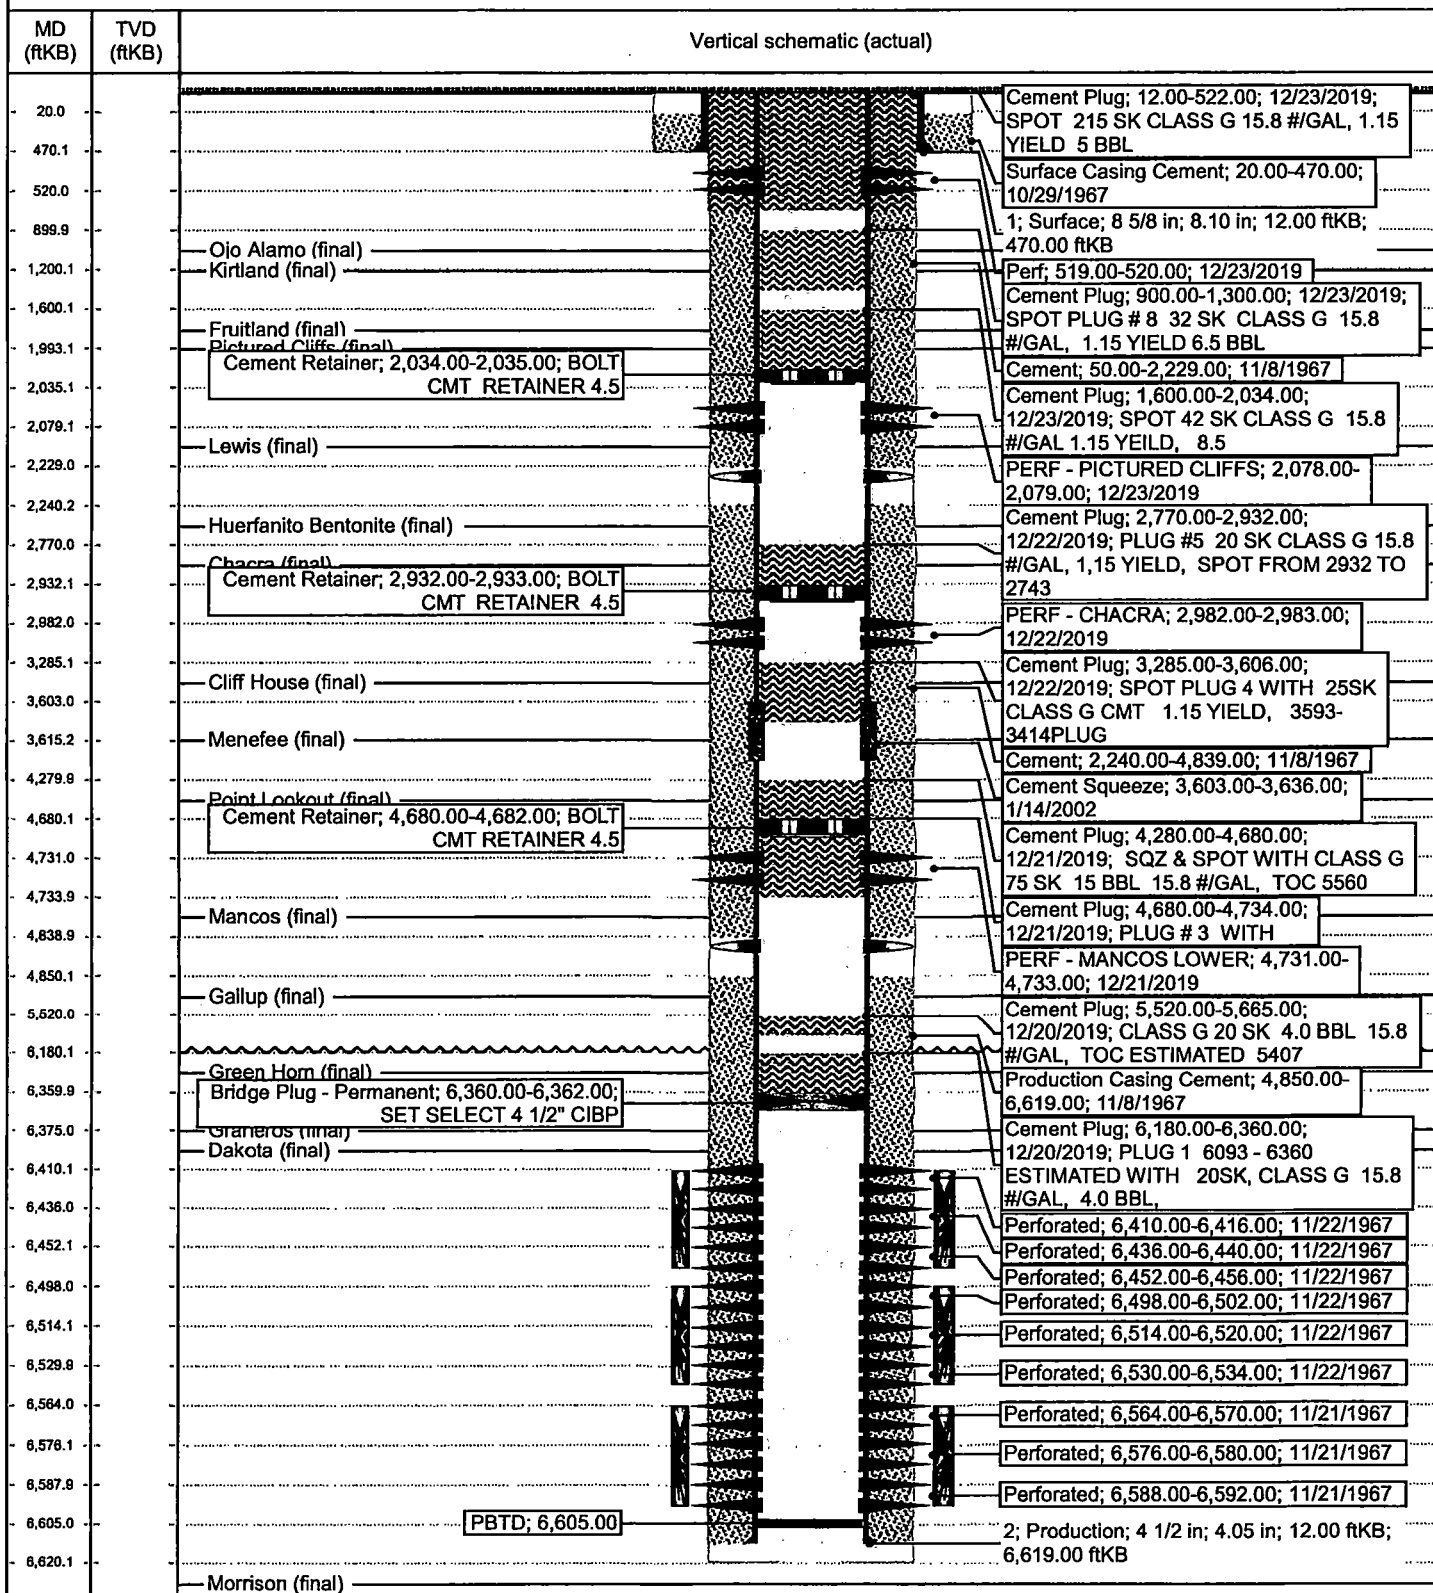 MD
(ftKB)
TVD
(ftKB)
Vertical schematic (actual)
20.0
470.1
520.0
899.9
1,200.1
1,600.1
1,993.1
2,035.1
2,079.1
2,229.0
2,240.2
2,770.0
2,932.1
2,982.0
3,285.1
3,603.0
3,615.2
4,279.9
4,680.1
4,731.0
4,733.9
4,838.9
4,850.1
5,520.0
6,180.1
6,359.9
6,375.0
6,410.1
6,436.0
6,452.1
6,498.0
6,514.1
6,529.8
6,564.0
6,576.1
6,587.9
6,605.0
6,620.1
Ojo Alamo (final)
Kirtland (final)
Fruitland (final)
Pictured Cliffs (final)
Cement Retainer; 2,034.00-2,035.00; BOLT
CMT RETAINER 4.5
Lewis (final)
Huerfanito Bentonite (final)
Chacra (final)
Cement Retainer; 2,932.00-2,933.00; BOLT
CMT RETAINER 4.5
Cliff House (final)
Menefee (final)
Point Lookout (final)
Cement Retainer; 4,680.00-4,682.00; BOLT
CMT RETAINER 4.5
Mancos (final)
Gallup (final)
Green Horn (final)
Bridge Plug - Permanent; 6,360.00-6,362.00;
SET SELECT 4 1/2" CIBP
Graneros (final)
Dakota (final)
PBTD; 6,605.00
Morrison (final)
Cement Plug; 12.00-522.00; 12/23/2019;
SPOT 215 SK CLASS G 15.8 #/GAL, 1.15
YIELD 5 BBL
Surface Casing Cement; 20.00-470.00;
10/29/1967
1; Surface; 8 5/8 in; 8.10 in; 12.00 ftKB;
470.00 ftKB
Perf; 519.00-520.00; 12/23/2019
Cement Plug; 900.00-1,300.00; 12/23/2019;
SPOT PLUG # 8 32 SK CLASS G 15.8
#/GAL, 1.15 YIELD 6.5 BBL
Cement; 50.00-2,229.00; 11/8/1967
Cement Plug; 1,600.00-2,034.00;
12/23/2019; SPOT 42 SK CLASS G 15.8
#/GAL 1.15 YEILD, 8.5
PERF - PICTURED CLIFFS; 2,078.00-
2,079.00; 12/23/2019
Cement Plug; 2,770.00-2,932.00;
12/22/2019; PLUG #5 20 SK CLASS G 15.8
#/GAL, 1,15 YIELD, SPOT FROM 2932 TO
2743
PERF - CHACRA; 2,982.00-2,983.00;
12/22/2019
Cement Plug; 3,285.00-3,606.00;
12/22/2019; SPOT PLUG 4 WITH 25SK
CLASS G CMT 1.15 YIELD, 3593-
3414PLUG
Cement; 2,240.00-4,839.00; 11/8/1967
Cement Squeeze; 3,603.00-3,636.00;
1/14/2002
Cement Plug; 4,280.00-4,680.00;
12/21/2019; SQZ & SPOT WITH CLASS G
75 SK 15 BBL 15.8 #/GAL, TOC 5560
Cement Plug; 4,680.00-4,734.00;
12/21/2019; PLUG # 3 WITH
PERF - MANCOS LOWER; 4,731.00-
4,733.00; 12/21/2019
Cement Plug; 5,520.00-5,665.00;
12/20/2019; CLASS G 20 SK 4.0 BBL 15.8
#/GAL, TOC ESTIMATED 5407
Production Casing Cement; 4,850.00-
6,619.00; 11/8/1967
Cement Plug; 6,180.00-6,360.00;
12/20/2019; PLUG 1 6093 - 6360
ESTIMATED WITH 20SK, CLASS G 15.8
#/GAL, 4.0 BBL,
Perforated; 6,410.00-6,416.00; 11/22/1967
Perforated; 6,436.00-6,440.00; 11/22/1967
Perforated; 6,452.00-6,456.00; 11/22/1967
Perforated; 6,498.00-6,502.00; 11/22/1967
Perforated; 6,514.00-6,520.00; 11/22/1967
Perforated; 6,530.00-6,534.00; 11/22/1967
Perforated; 6,564.00-6,570.00; 11/21/1967
Perforated; 6,576.00-6,580.00; 11/21/1967
Perforated; 6,588.00-6,592.00; 11/21/1967
2; Production; 4 1/2 in; 4.05 in; 12.00 ftKB;
6,619.00 ftKB